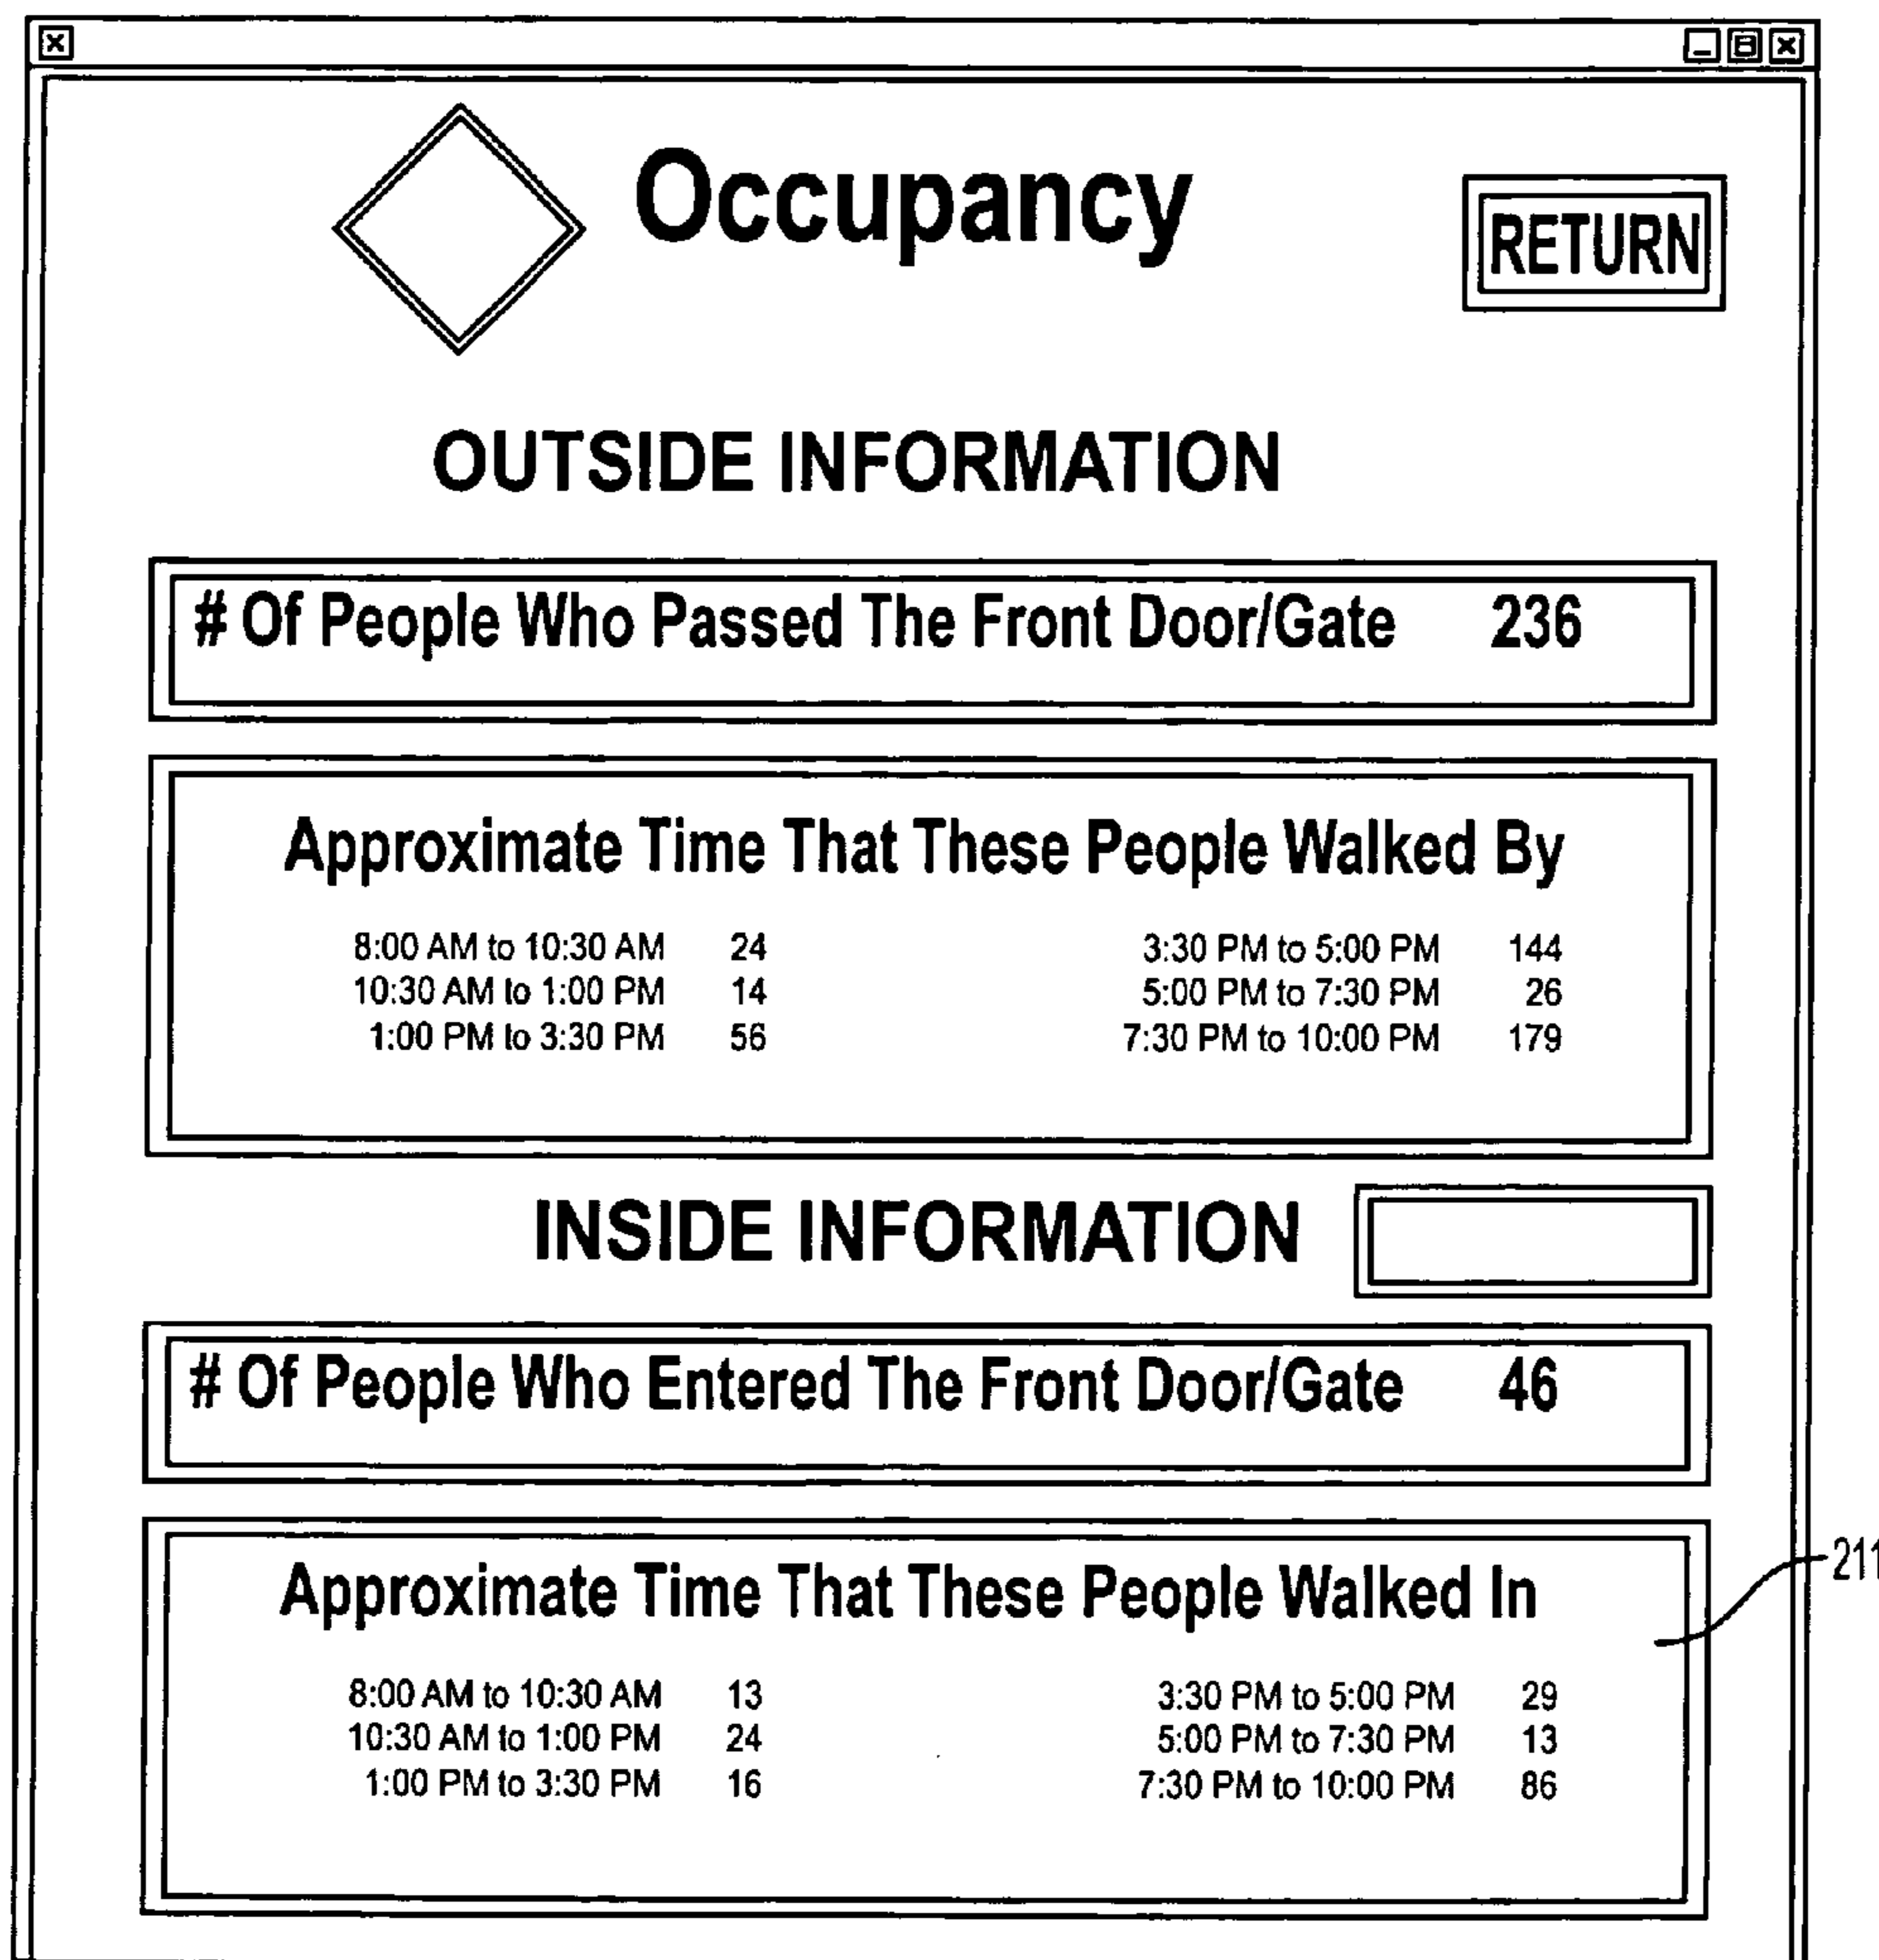 Occupancy
RETURN
OUTSIDE INFORMATION
# Of People Who Passed The Front Door/Gate 236
Approximate Time That These People Walked By
8:00 AM to 10:30 AM 24 3:30 PM to 5:00 PM 144
10:30 AM to 1:00 PM 14 5:00 PM to 7:30 PM 26
1:00 PM to 3:30 PM 56 7:30 PM to 10:00 PM 179
INSIDE INFORMATION
# Of People Who Entered The Front Door/Gate 46
Approximate Time That These People Walked In
211
8:00 AM to 10:30 AM 13 3:30 PM to 5:00 PM 29
10:30 AM to 1:00 PM 24 5:00 PM to 7:30 PM 13
1:00 PM to 3:30 PM 16 7:30 PM to 10:00 PM 86